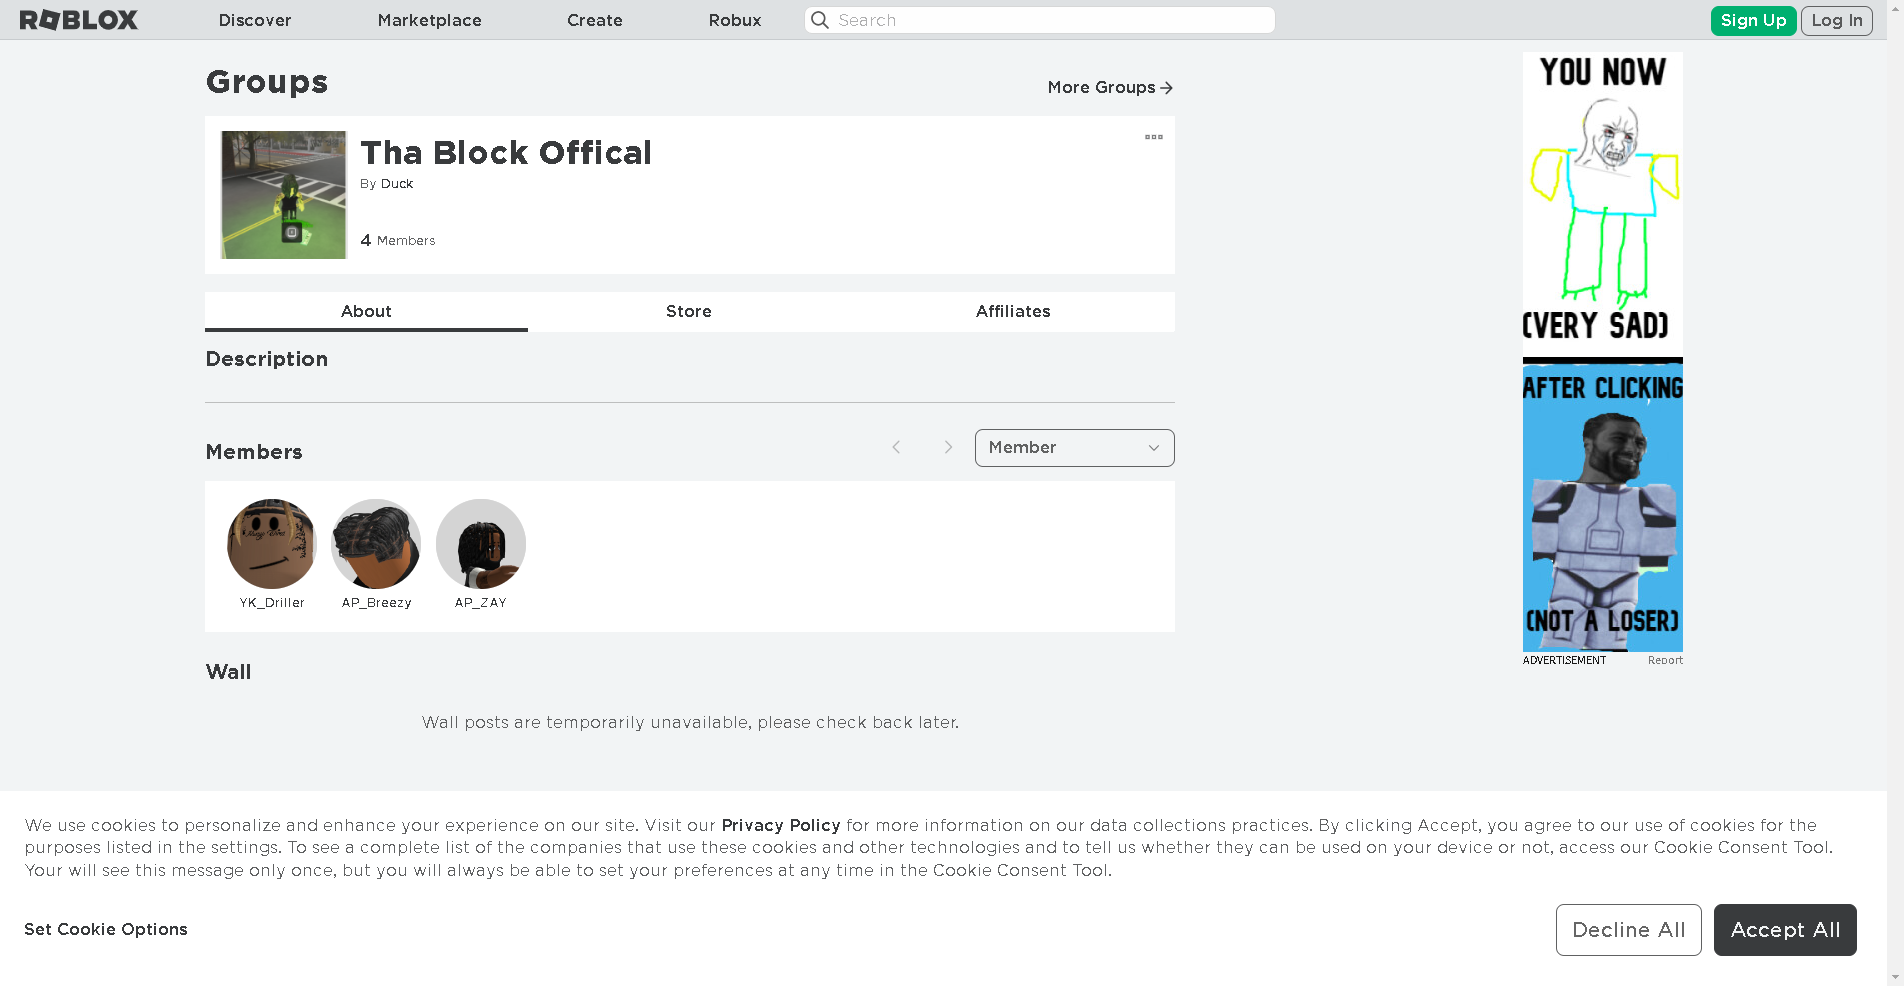 ROBLOX
Discover
Marketplace
Create
Robux
Search
Sign Up
Log In
Groups
More Groups
Tha Block Offical
By Duck
4 Members
About
Store
Affiliates
Description
Members
Member
YK_Driller
AP_Breezy
AP_ZAY
Wall
Wall posts are temporarily unavailable, please check back later.
YOU NOW
(VERY SAD)
AFTER CLICKING
(NOT A LOSER)
ADVERTISEMENT
Report
We use cookies to personalize and enhance your experience on our site. Visit our Privacy Policy for more information on our data collections practices. By clicking Accept, you agree to our use of cookies for the
purposes listed in the settings. To see a complete list of the companies that use these cookies and other technologies and to tell us whether they can be used on your device or not, access our Cookie Consent Tool.
Your will see this message only once, but you will always be able to set your preferences at any time in the Cookie Consent Tool.
Set Cookie Options
Decline All
Accept All